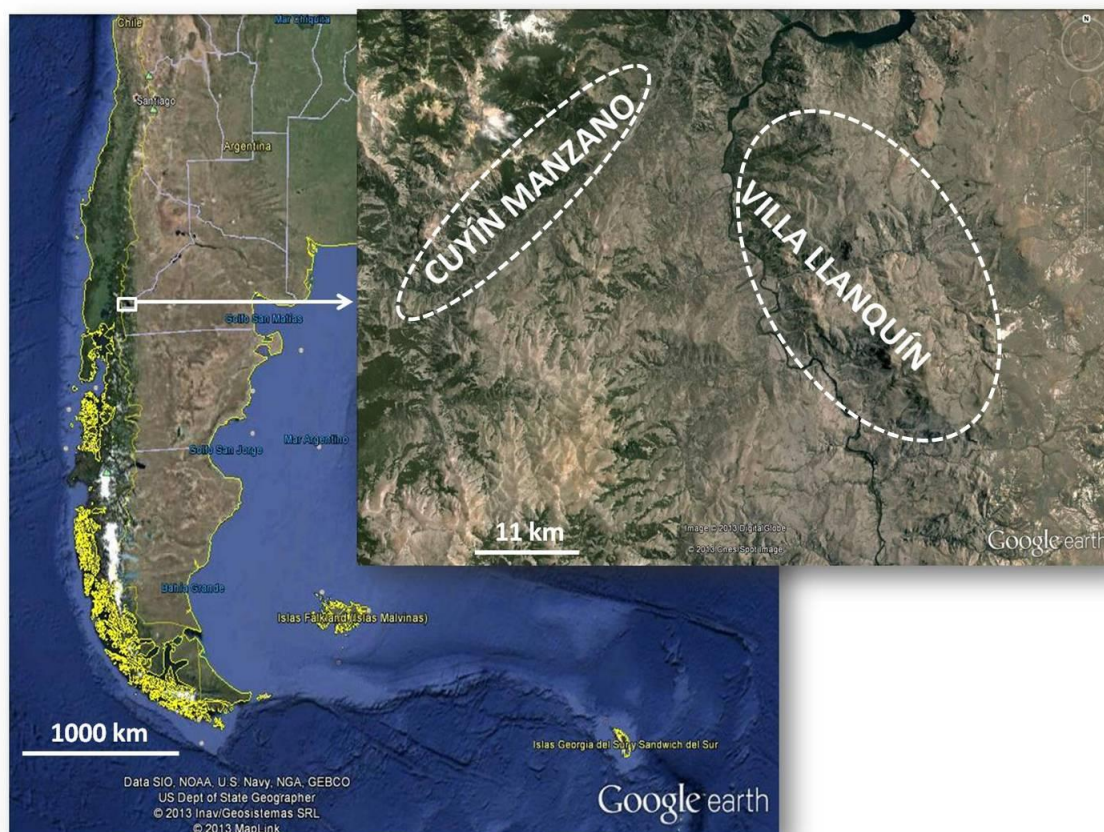 Chile
Mar Chiquita
Santiago
Argentina
Golfo San Matías
Mar Argentino
Golfo San Jorge
Bahía Grande
Islas Falkland (Islas Malvinas)
Islas Georgia del Sur y Sandwich del Sur
1000 km
Data SIO, NOAA, U.S. Navy, NGA, GEBCO
US Dept of State Geographer
© 2013 Inav/Geosistemas SRL
© 2013 MapLink
Google earth
N
CUYÍN MANZANO
VILLA LLANQUÍN
11 km
Image © 2013 DigitalGlobe
© 2013 Cnes/Spot Image
Google earth